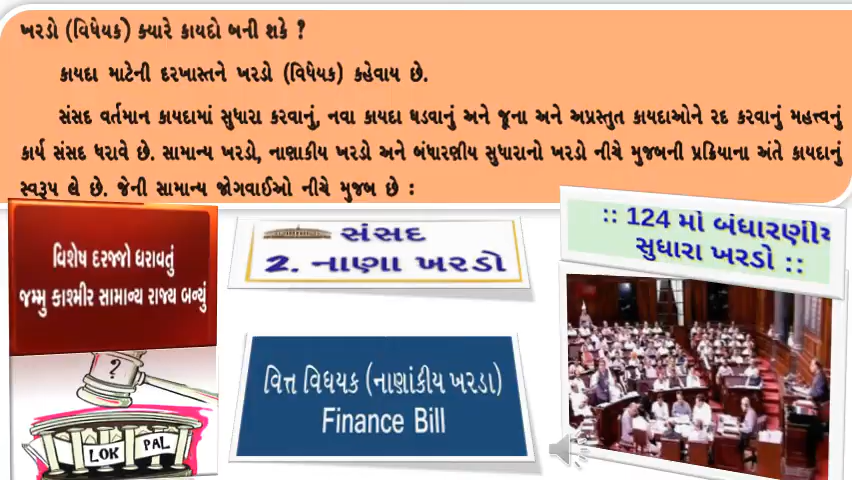 ખરડો (વિધેયક) ક્યારે કાયદો બની શકે ?
કાયદા માટેની દરખાસ્તને ખરડો (વિધેયક) કહેવાય છે.
સંસદ વર્તમાન કાયદામાં સુધારા કરવાનું, નવા કાયદા ઘડવાનું અને જૂના અને અપ્રસ્તુત કાયદાઓને રદ કરવાનું મહત્ત્વનું
કાર્ય સંસદ ધરાવે છે. સામાન્ય ખરડો, નાણાકીય ખરડો અને બંધારણીય સુધારાનો ખરડો નીચે મુજબની પ્રક્રિયાના અંતે કાયદાનું
સ્વરૂપ લે છે. જેની સામાન્ય જોગવાઈઓ નીચે મુજબ છે :
વિશેષ દરજ્જો ધરાવતું
જમ્મુ કાશ્મીર સામાન્ય રાજ્ય બન્યું
?
LOK PAL
સંસદ
2. નાણા ખરડો
વિત્ત વિધયક (નાણાંકીય ખરડા)
Finance Bill
:: 124 મો બંધારણીય
સુધારા ખરડો ::